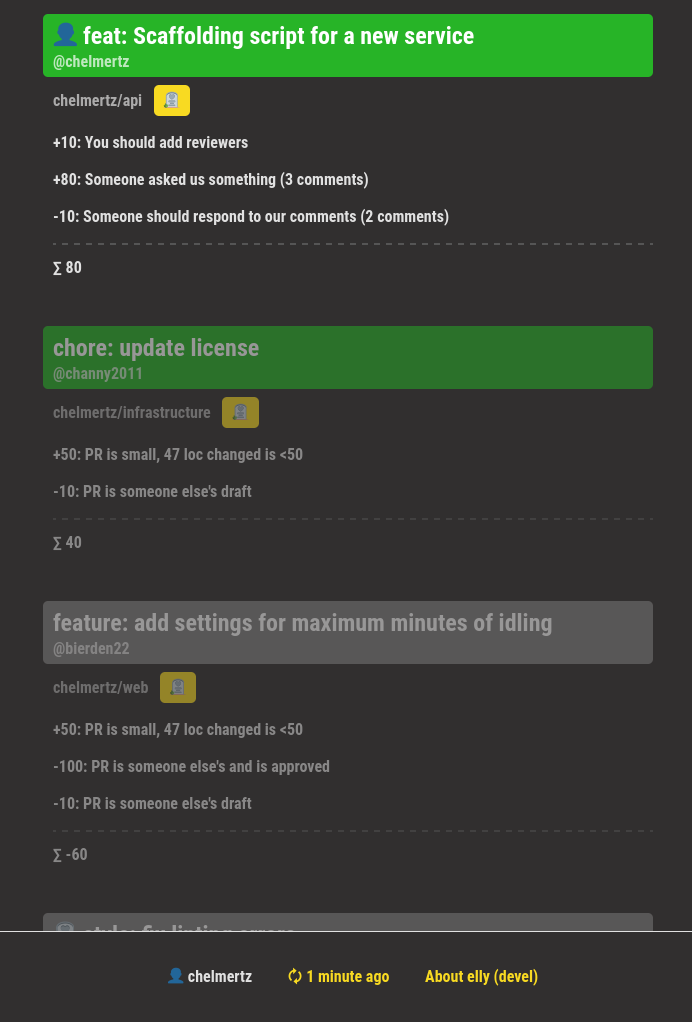 feat: Scaffolding script for a new service
@chelmertz
chelmertz/api
+10: You should add reviewers
+80: Someone asked us something (3 comments)
-10: Someone should respond to our comments (2 comments)
∑ 80
chore: update license
@channy2011
chelmertz/infrastructure
+50: PR is small, 47 loc changed is <50
-10: PR is someone else's draft
∑ 40
feature: add settings for maximum minutes of idling
@bierden22
chelmertz/web
+50: PR is small, 47 loc changed is <50
-100: PR is someone else's and is approved
-10: PR is someone else's draft
∑ -60
style: fix linting errors
chelmertz
1 minute ago
About elly (devel)